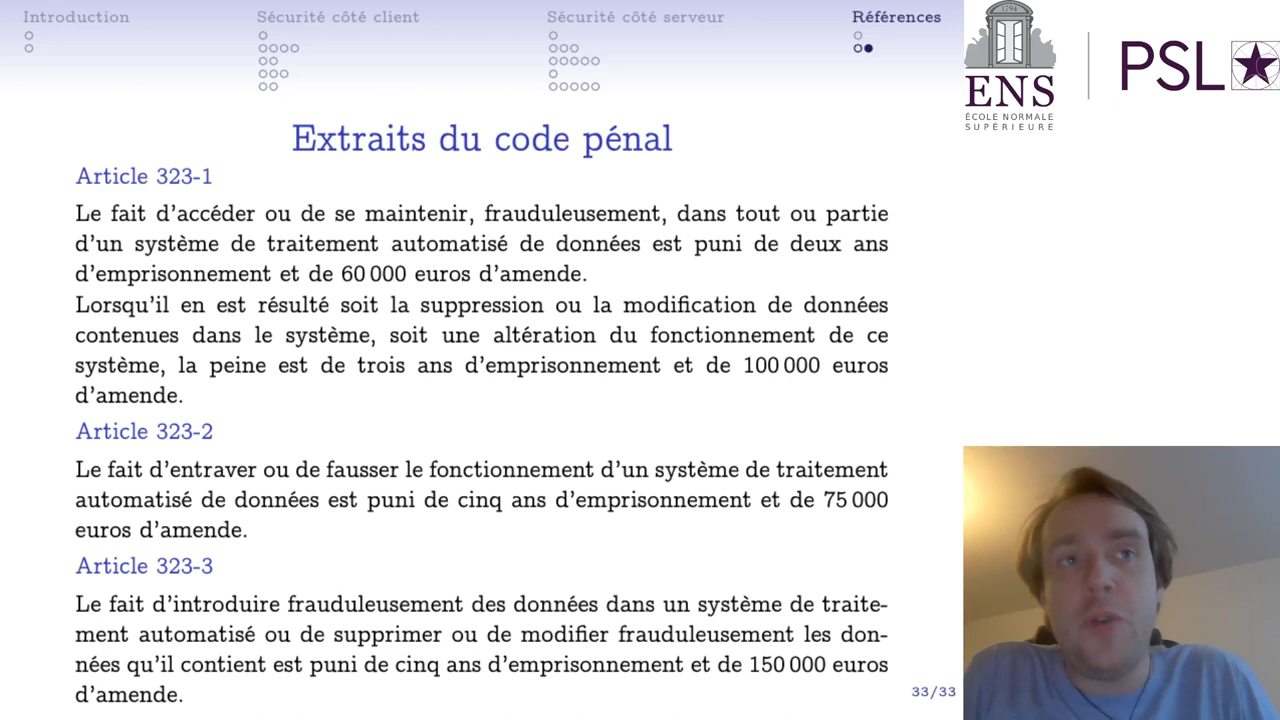 Introduction
Sécurité côté client
Sécurité côté serveur
Références
1794
ENS
ÉCOLE NORMALE
SUPÉRIEURE
PSL
Extraits du code pénal
Article 323-1
Le fait d'accéder ou de se maintenir, frauduleusement, dans tout ou partie
d'un système de traitement automatisé de données est puni de deux ans
d'emprisonnement et de 60 000 euros d'amende.
Lorsqu'il en est résulté soit la suppression ou la modification de données
contenues dans le système, soit une altération du fonctionnement de ce
système, la peine est de trois ans d'emprisonnement et de 100 000 euros
d'amende.
Article 323-2
Le fait d'entraver ou de fausser le fonctionnement d'un système de traitement
automatisé de données est puni de cinq ans d'emprisonnement et de 75 000
euros d'amende.
Article 323-3
Le fait d'introduire frauduleusement des données dans un système de traite-
ment automatisé ou de supprimer ou de modifier frauduleusement les don-
nées qu'il contient est puni de cinq ans d'emprisonnement et de 150 000 euros
d'amende.
33/33